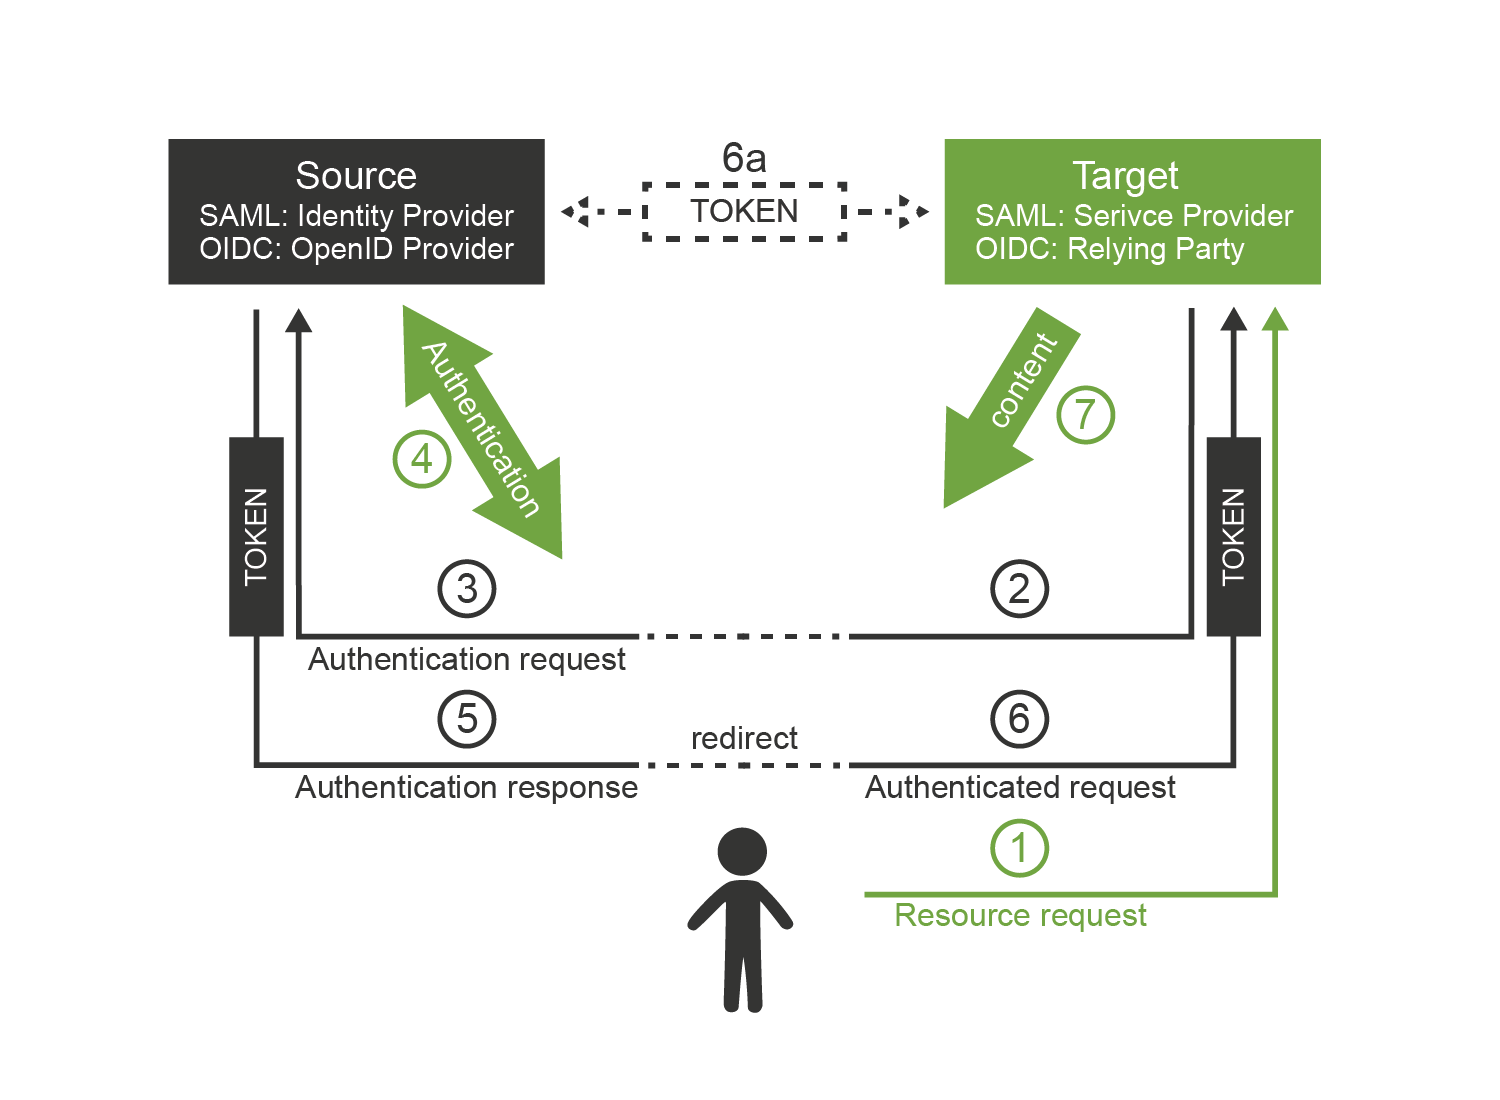 Source
SAML: Identity Provider
OIDC: OpenID Provider
6a
TOKEN
Target
SAML: Serivce Provider
OIDC: Relying Party
Authentication
4
content
7
TOKEN
TOKEN
3
2
Authentication request
5
6
redirect
Authentication response
Authenticated request
1
Resource request